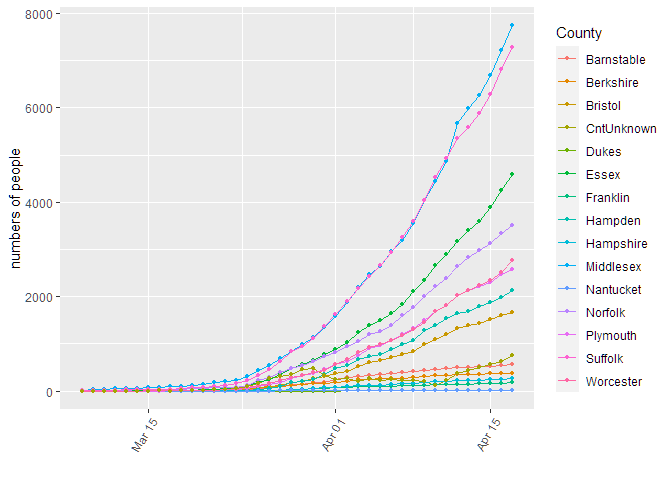 8000
6000
4000
2000
0
numbers of people
Mar 15
Apr 01
Apr 15
County
Barnstable
Berkshire
Bristol
CntUnknown
Dukes
Essex
Franklin
Hampden
Hampshire
Middlesex
Nantucket
Norfolk
Plymouth
Suffolk
Worcester